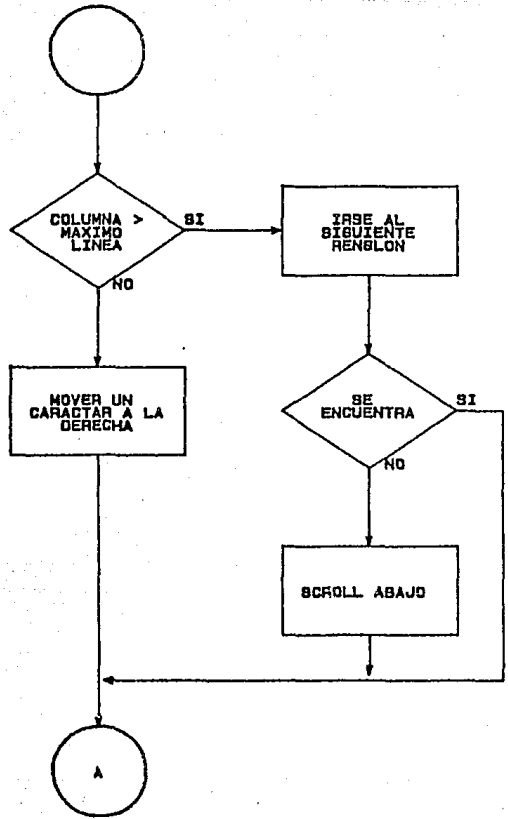 COLUMNA >
MAXIMO
LINEA
SI
NO
IRSE AL
SIGUIENTE
RENGLON
MOVER UN
CARACTAR A LA
DERECHA
SE
ENCUENTRA
SI
NO
SCROLL ABAJO
A